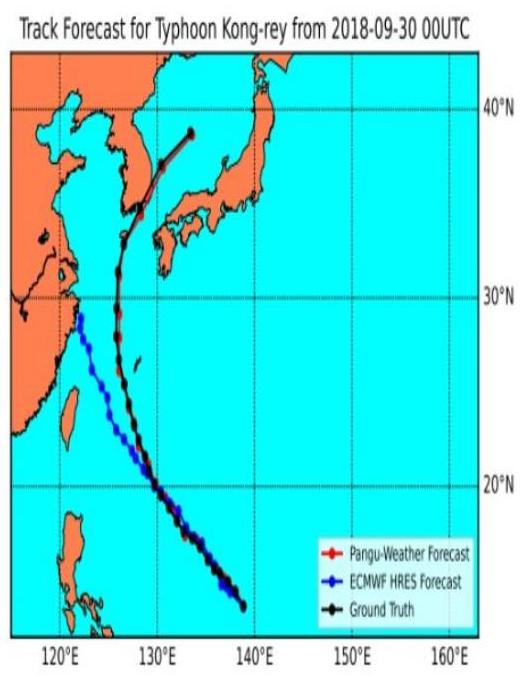 Track Forecast for Typhoon Kong-rey from 2018-09-30 00UTC
40°N
30°N
20°N
Pangu-Weather Forecast
ECMWF HRES Forecast
Ground Truth
120°E 130°E 140°E 150°E 160°E